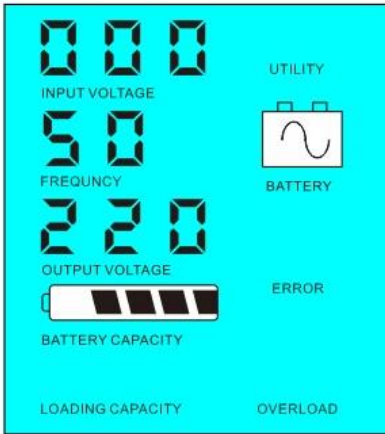 000
UTILITY
INPUT VOLTAGE
50
FREQUNCY
BATTERY
220
OUTPUT VOLTAGE
ERROR
BATTERY CAPACITY
LOADING CAPACITY
OVERLOAD